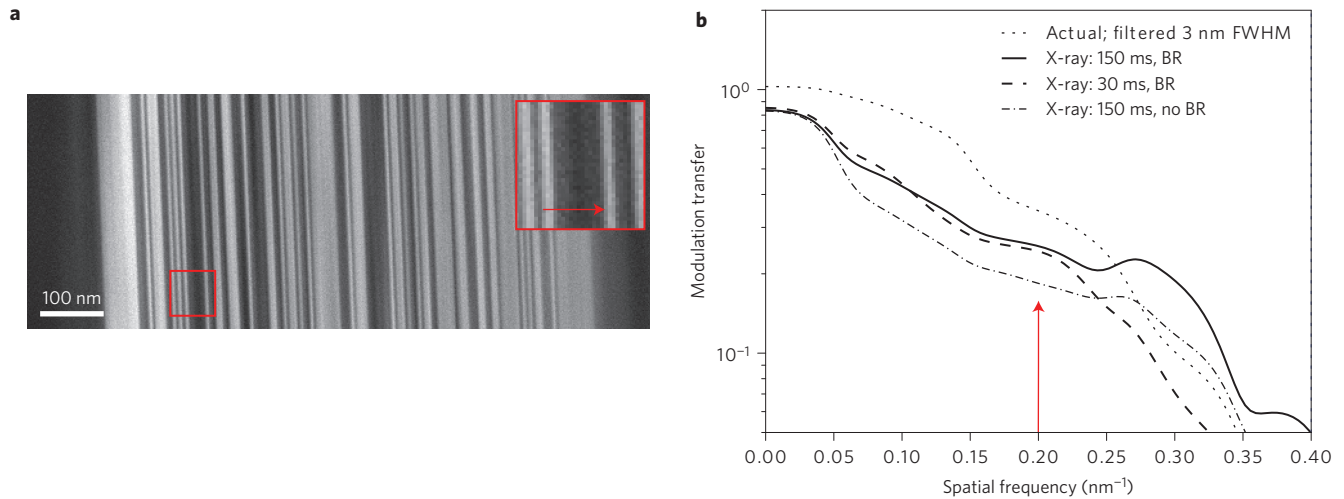 a
100 nm
b
Actual; filtered 3 nm FWHM
X-ray: 150 ms, BR
X-ray: 30 ms, BR
X-ray: 150 ms, no BR
10⁰
10⁻¹
Modulation transfer
0.00 0.05 0.10 0.15 0.20 0.25 0.30 0.35 0.40
Spatial frequency (nm⁻¹)